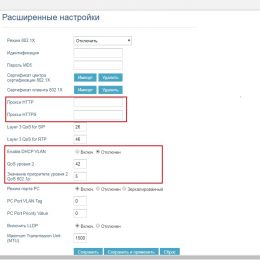 Расширенные настройки
Режим 802.1X Отключить
Идентификация
Пароль MD5
Сертификат центра сертификации 802.1X Импорт Удалить
Сертификат клиента 802.1X Импорт Удалить
Прокси HTTP
Прокси HTTPS
Layer 3 QoS for SIP 26
Layer 3 QoS for RTP 46
Enable DHCP VLAN Включен Отключен
QoS уровня 2 42
Значение приоритета уровня 2 QoS 802.1p 5
Режим порта PC Включ. Отключен Зеркалированный
PC Port VLAN Tag 0
PC Port Priority Value 0
Включить LLDP Включ. Отключен
Maximum Transmission Unit (MTU) 1500
Сохранить Сохранить и применить Сброс